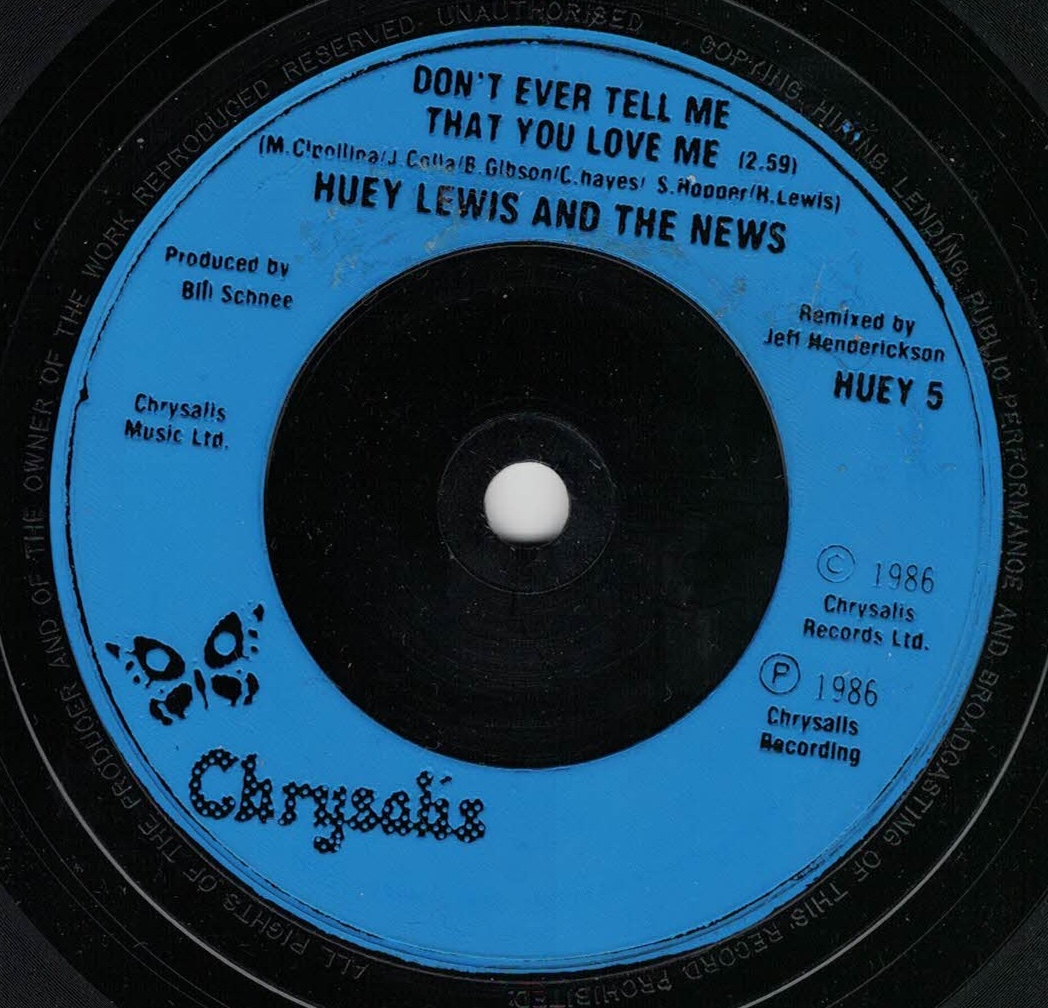 DON'T EVER TELL ME
THAT YOU LOVE ME (2.59)
(M.Cipollina/J.Colla/B.Gibson/C.hayes/ S.Hopper/H.Lewis)
HUEY LEWIS AND THE NEWS
Produced by
Bill Schnee
Remixed by
Jeff Henderickson
HUEY 5
Chrysalis
Music Ltd.
© 1986
Chrysalis
Records Ltd.
Ⓟ 1986
Chrysalis
Recording
Chrysalis
ALL RIGHTS OF THE PRODUCER AND OF THE OWNER OF THE WORK REPRODUCED RESERVED UNAUTHORISED COPYING, HIRING, LENDING, PUBLIC PERFORMANCE AND BROADCASTING OF THIS RECORD PROHIBITED